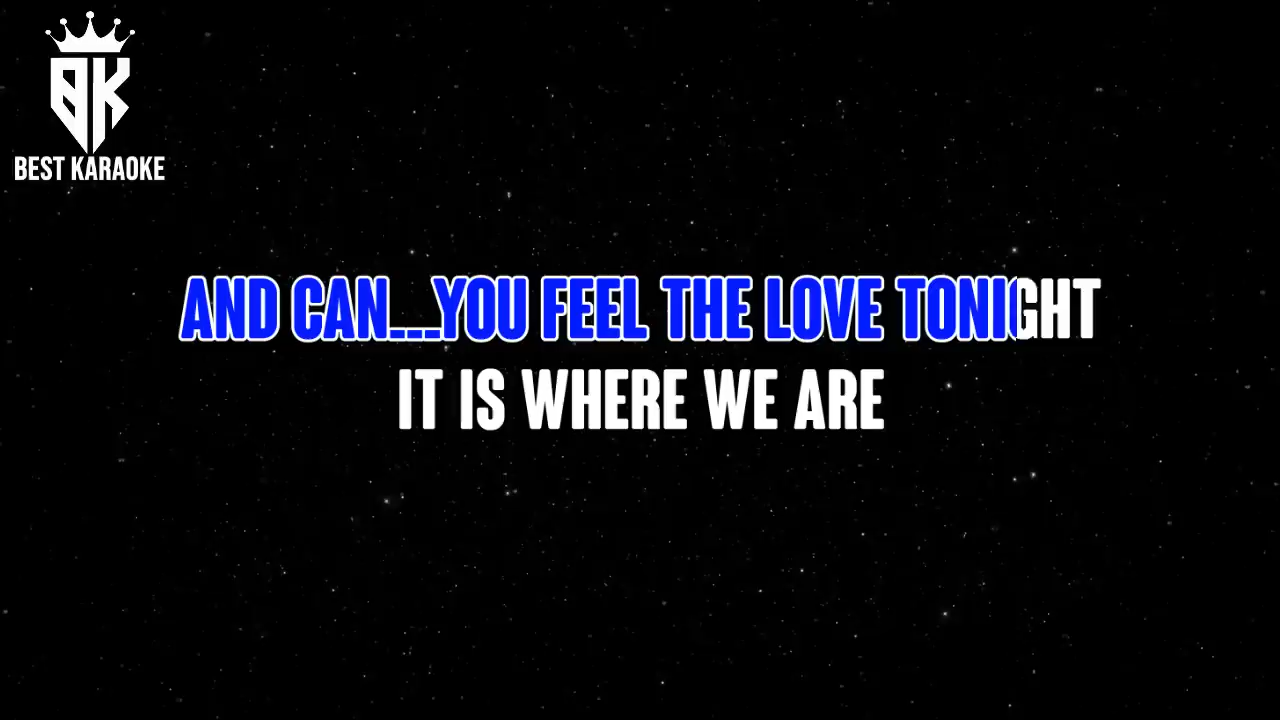 BK
BEST KARAOKE
AND CAN...YOU FEEL THE LOVE TONIGHT
IT IS WHERE WE ARE